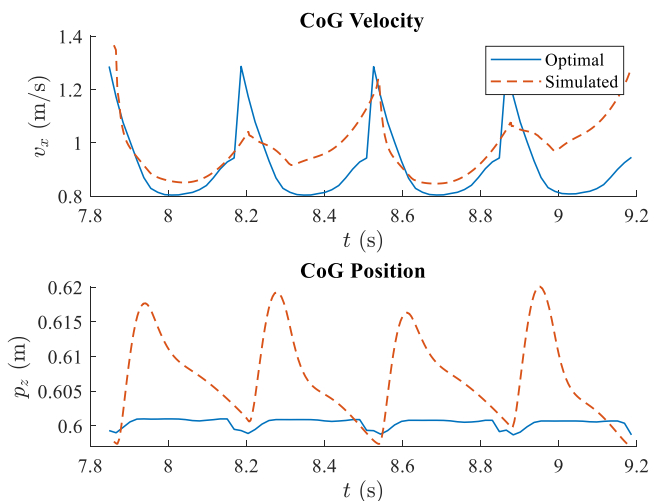 CoG Velocity
1.4
1.2
1
0.8
v_x (m/s)
Optimal
Simulated
7.8 8 8.2 8.4 8.6 8.8 9 9.2
t (s)
CoG Position
0.62
0.615
0.61
0.605
0.6
p_z (m)
7.8 8 8.2 8.4 8.6 8.8 9 9.2
t (s)